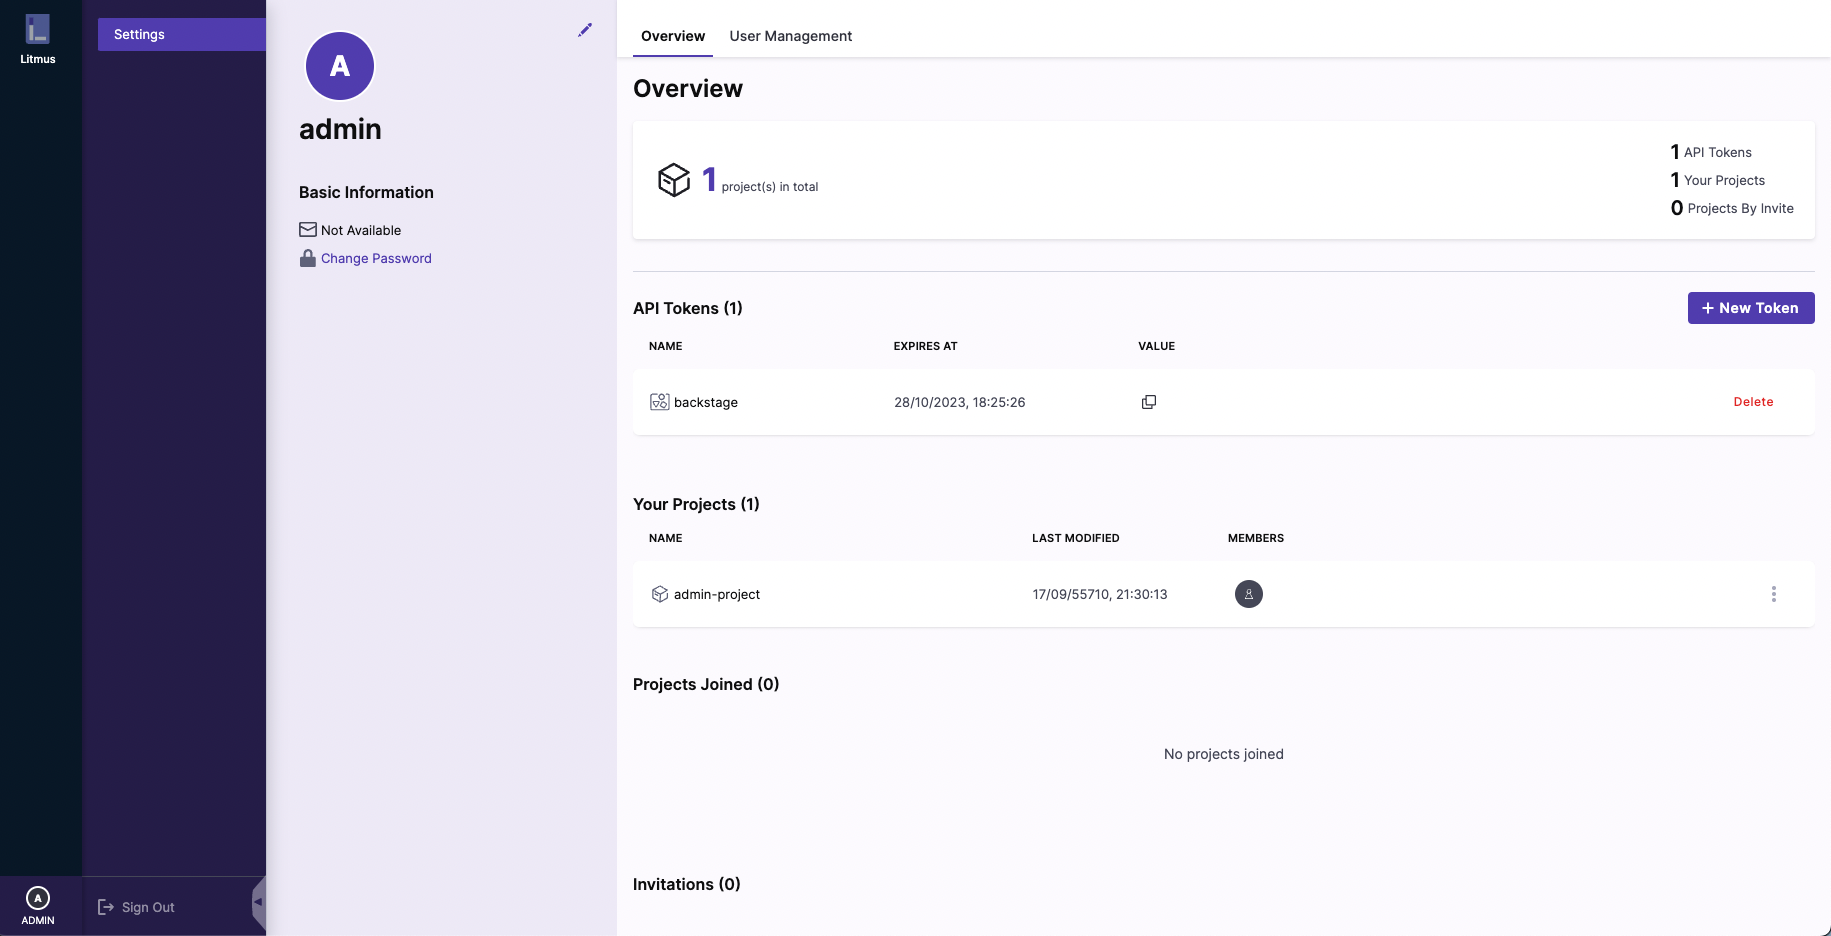 Litmus
Settings
A
admin
Basic Information
Not Available
Change Password
Overview
User Management
Overview
1 project(s) in total
1 API Tokens
1 Your Projects
0 Projects By Invite
API Tokens (1)
+ New Token
NAME
EXPIRES AT
VALUE
backstage
28/10/2023, 18:25:26
Delete
Your Projects (1)
NAME
LAST MODIFIED
MEMBERS
admin-project
17/09/55710, 21:30:13
Projects Joined (0)
No projects joined
Invitations (0)
A
ADMIN
Sign Out